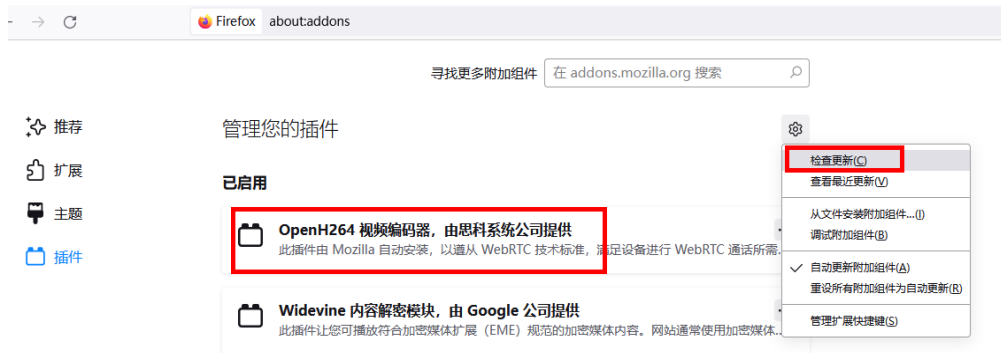 Firefox about:addons
寻找更多附加组件 在 addons.mozilla.org 搜索
推荐
扩展
主题
插件
管理您的插件
已启用
OpenH264 视频编码器，由思科系统公司提供
此插件由 Mozilla 自动安装，以遵从 WebRTC 技术标准，满足设备进行 WebRTC 通话所需...
Widevine 内容解密模块，由 Google 公司提供
此插件让您可播放符合加密媒体扩展（EME）规范的加密媒体内容。网站通常使用加密媒体...
检查更新(C)
查看最近更新(V)
从文件安装附加组件...(I)
调试附加组件(B)
自动更新附加组件(A)
重设所有附加组件为自动更新(R)
管理扩展快捷键(S)